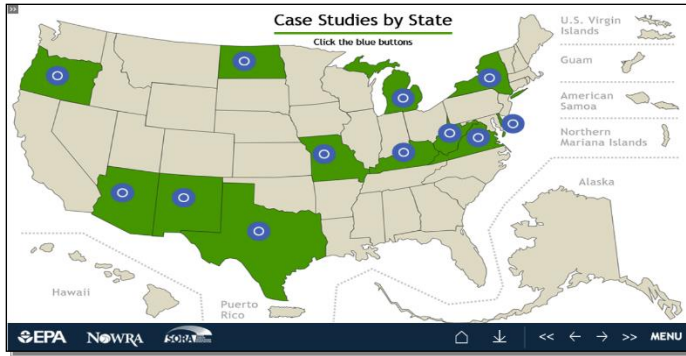 Case Studies by State
Click the blue buttons
U.S. Virgin
Islands
Guam
American
Samoa
Northern
Mariana Islands
Alaska
Hawaii
Puerto
Rico
EPA
NOWRA
SORA
<< ← → >> MENU